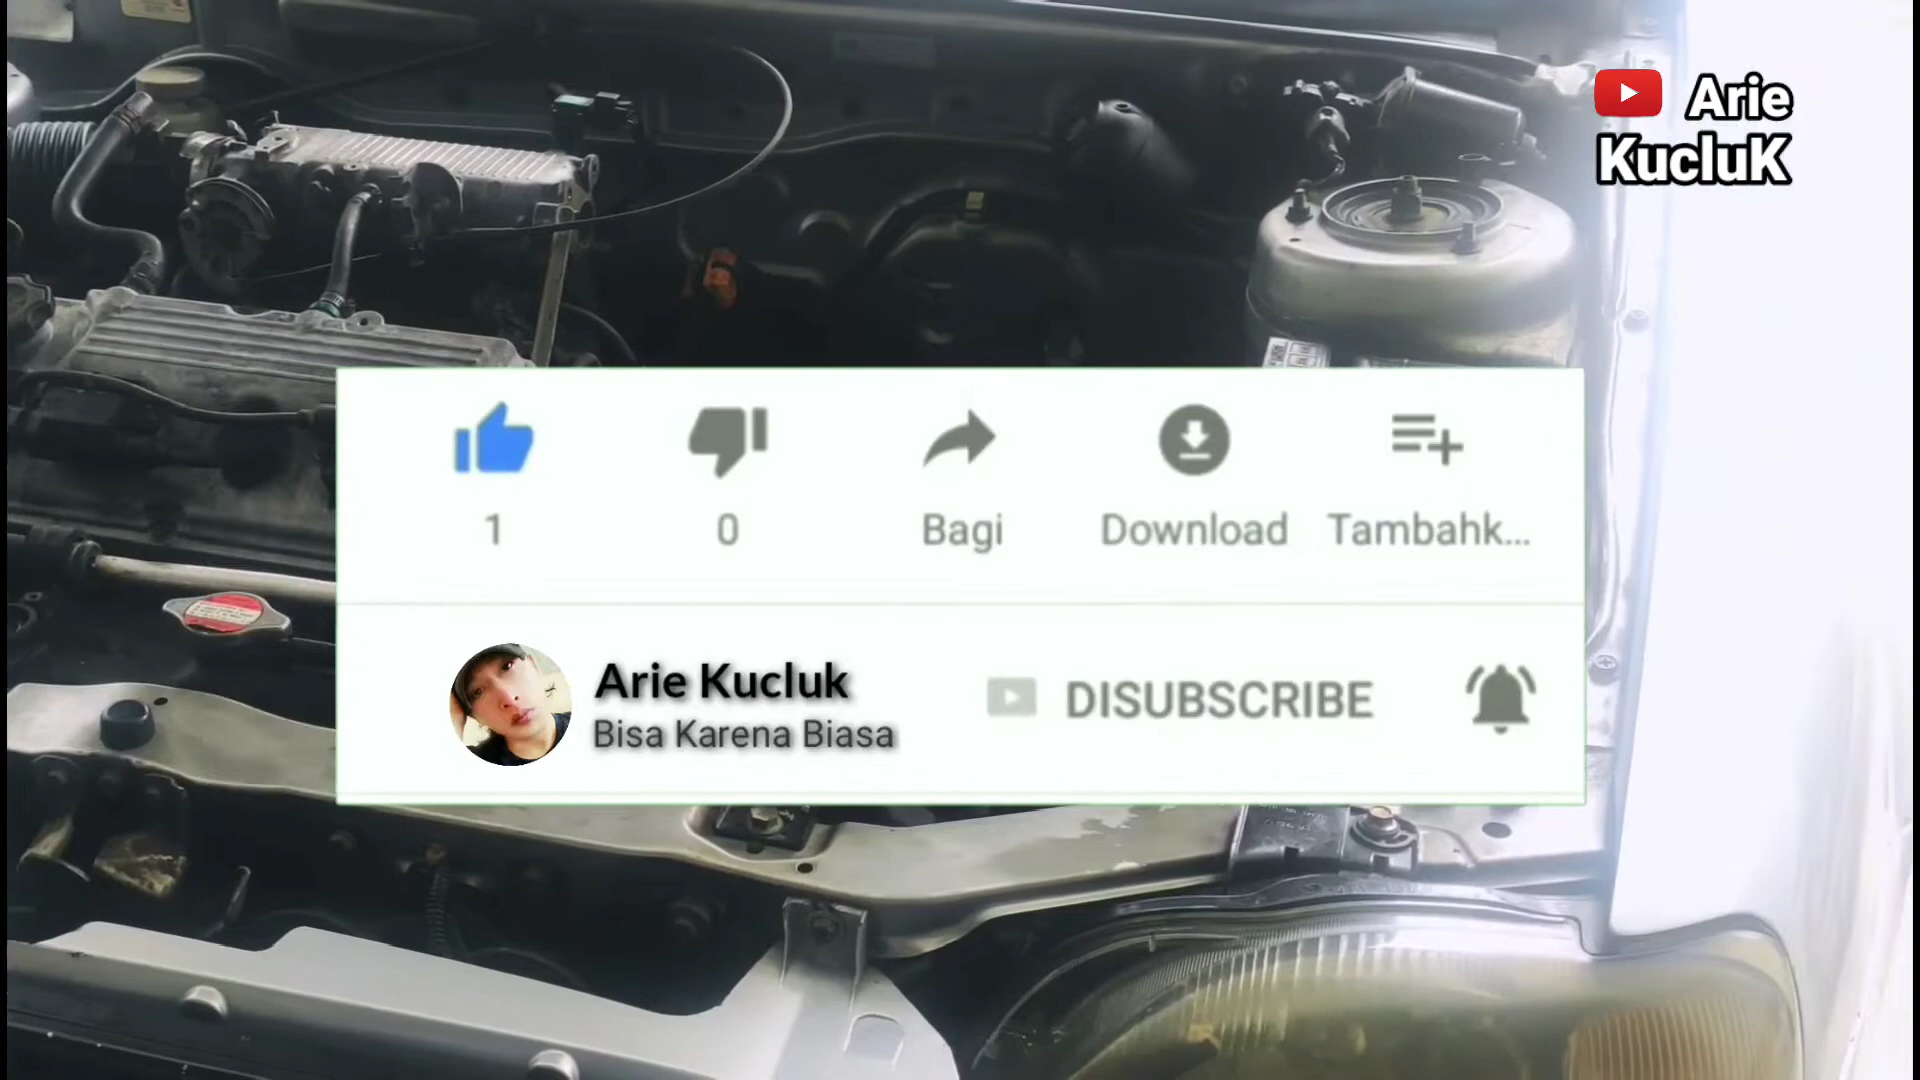 Arie
KucluK
1
0
Bagi
Download
Tambahk...
Arie Kucluk
Bisa Karena Biasa
DISUBSCRIBE